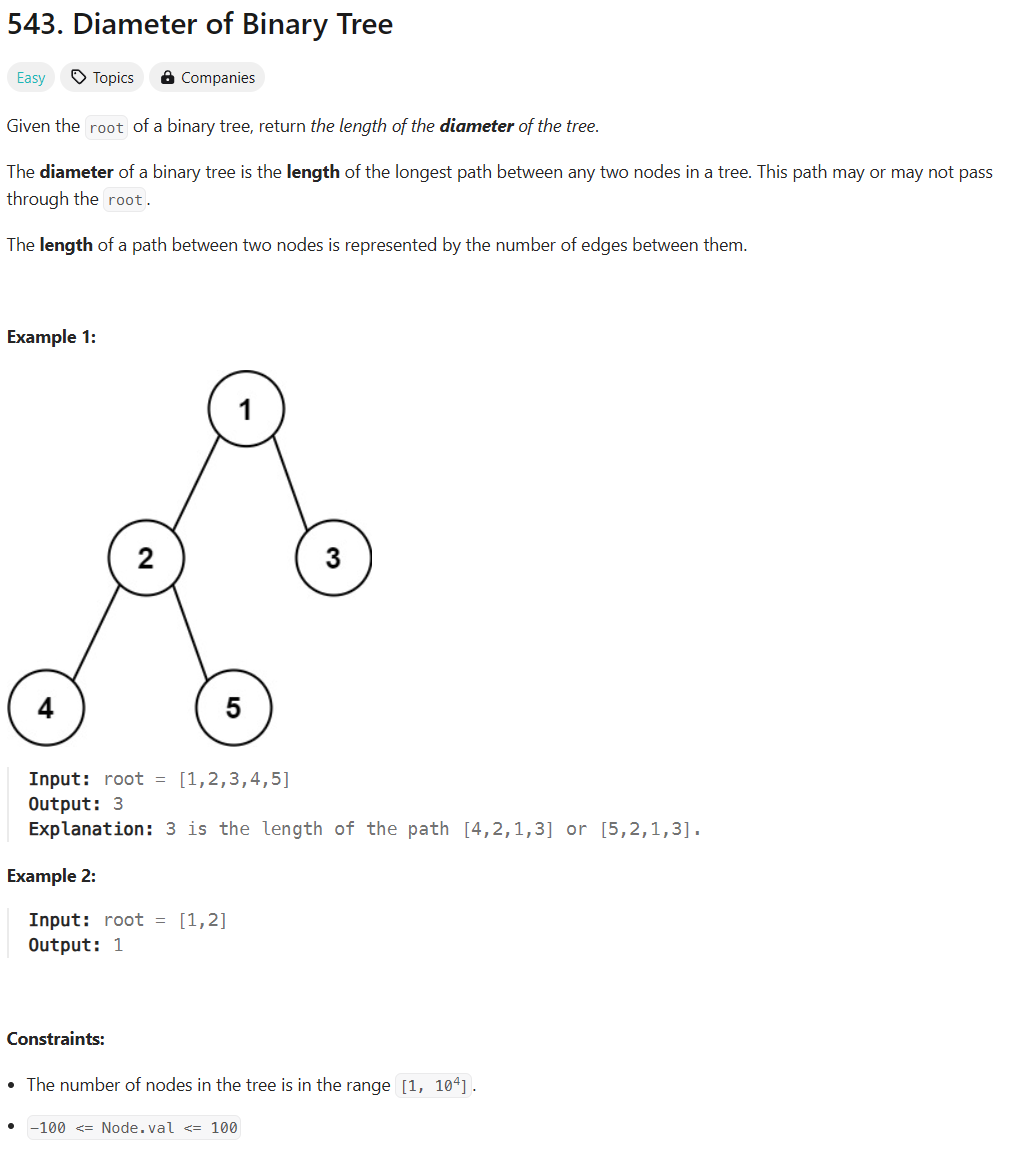 543. Diameter of Binary Tree
Easy Topics Companies
Given the root of a binary tree, return the length of the diameter of the tree.
The diameter of a binary tree is the length of the longest path between any two nodes in a tree. This path may or may not pass
through the root.
The length of a path between two nodes is represented by the number of edges between them.
Example 1:
1
2 3
4 5
Input: root = [1,2,3,4,5]
Output: 3
Explanation: 3 is the length of the path [4,2,1,3] or [5,2,1,3].
Example 2:
Input: root = [1,2]
Output: 1
Constraints:
• The number of nodes in the tree is in the range [1, 10⁴].
• -100 <= Node.val <= 100